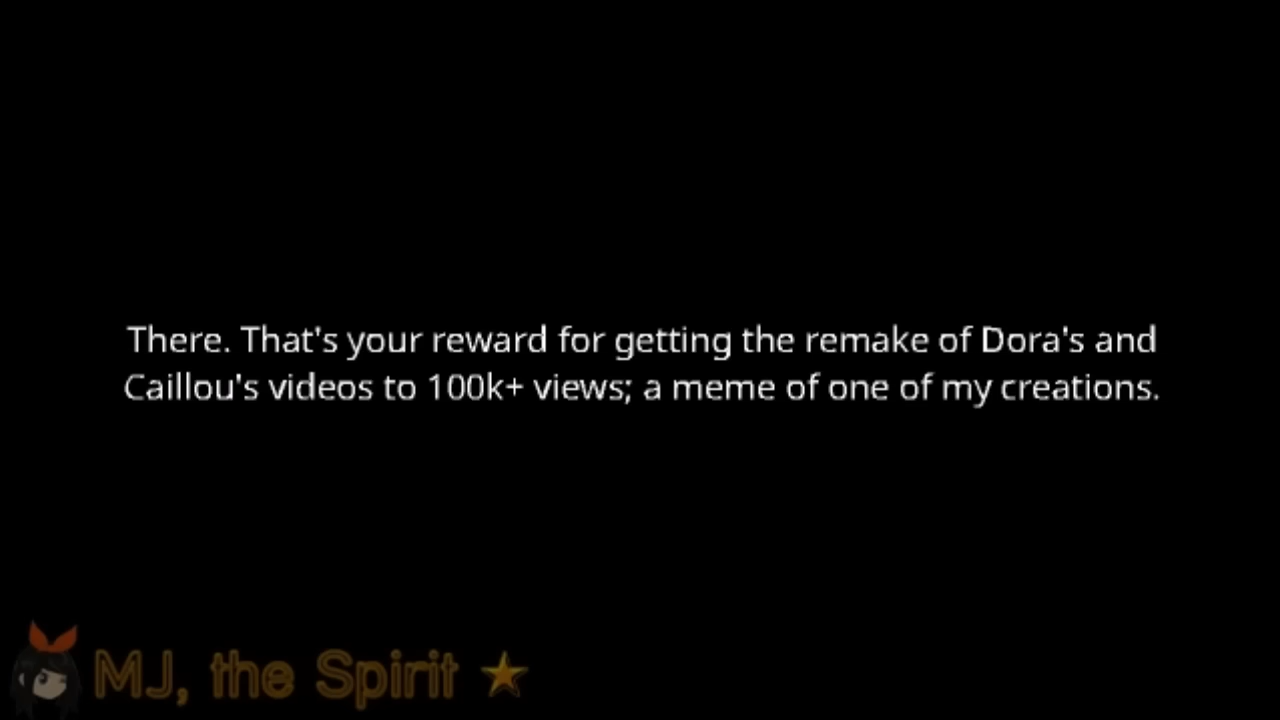 There. That's your reward for getting the remake of Dora's and
Caillou's videos to 100k+ views; a meme of one of my creations.
MJ, the Spirit ★